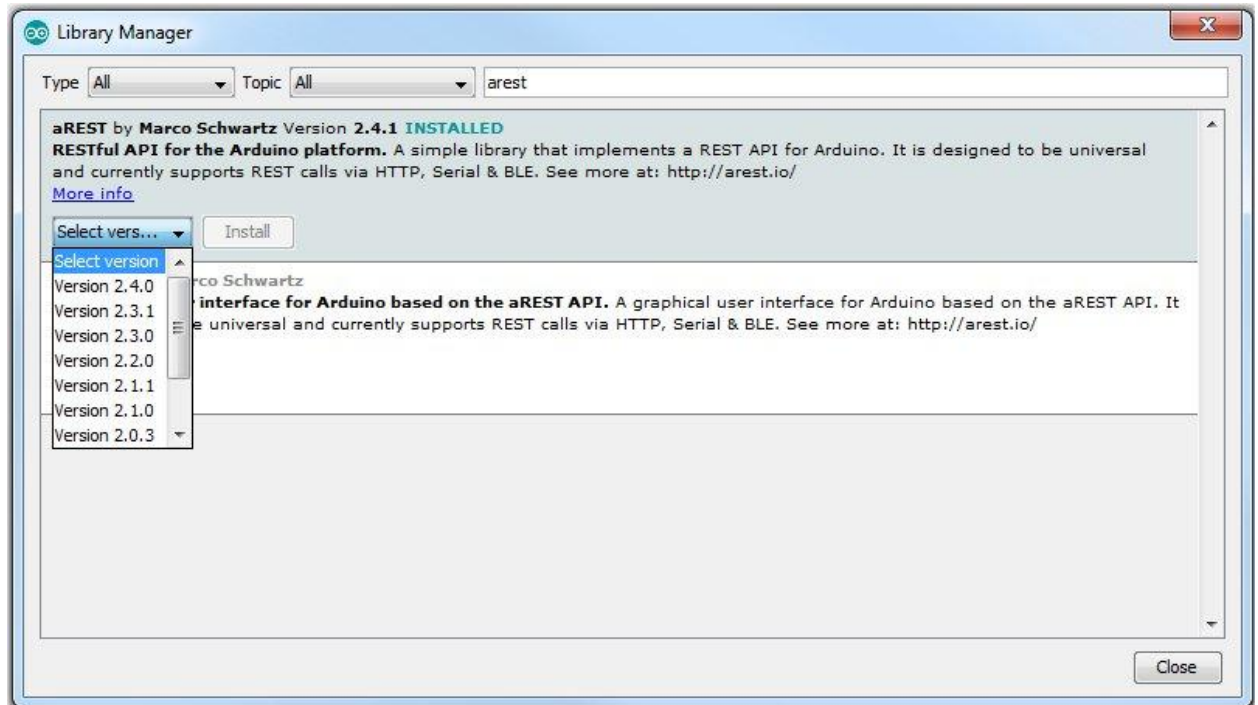 Library Manager
Type All Topic All arest
aREST by Marco Schwartz Version 2.4.1 INSTALLED
RESTful API for the Arduino platform. A simple library that implements a REST API for Arduino. It is designed to be universal
and currently supports REST calls via HTTP, Serial & BLE. See more at: http://arest.io/
More info
Select vers... Install
Select version
Version 2.4.0
Version 2.3.1
Version 2.3.0
Version 2.2.0
Version 2.1.1
Version 2.1.0
Version 2.0.3
Schwartz
interface for Arduino based on the aREST API. A graphical user interface for Arduino based on the aREST API. It
universal and currently supports REST calls via HTTP, Serial & BLE. See more at: http://arest.io/
Close